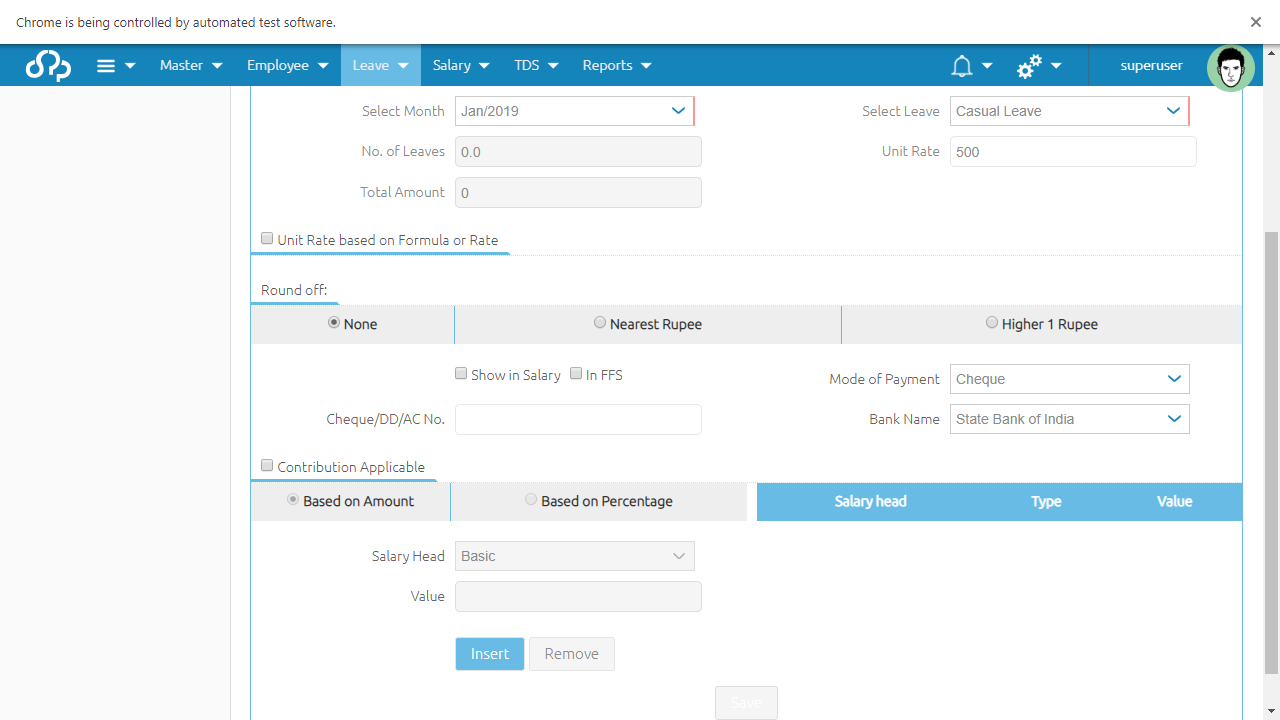 Chrome is being controlled by automated test software.
Master Employee Leave Salary TDS Reports superuser
Select Month Jan/2019 Select Leave Casual Leave
No. of Leaves 0.0 Unit Rate 500
Total Amount 0
Unit Rate based on Formula or Rate
Round off:
None Nearest Rupee Higher 1 Rupee
Show in Salary In FFS Mode of Payment Cheque
Cheque/DD/AC No. Bank Name State Bank of India
Contribution Applicable
Based on Amount Based on Percentage Salary head Type Value
Salary Head Basic
Value
Insert Remove
Save